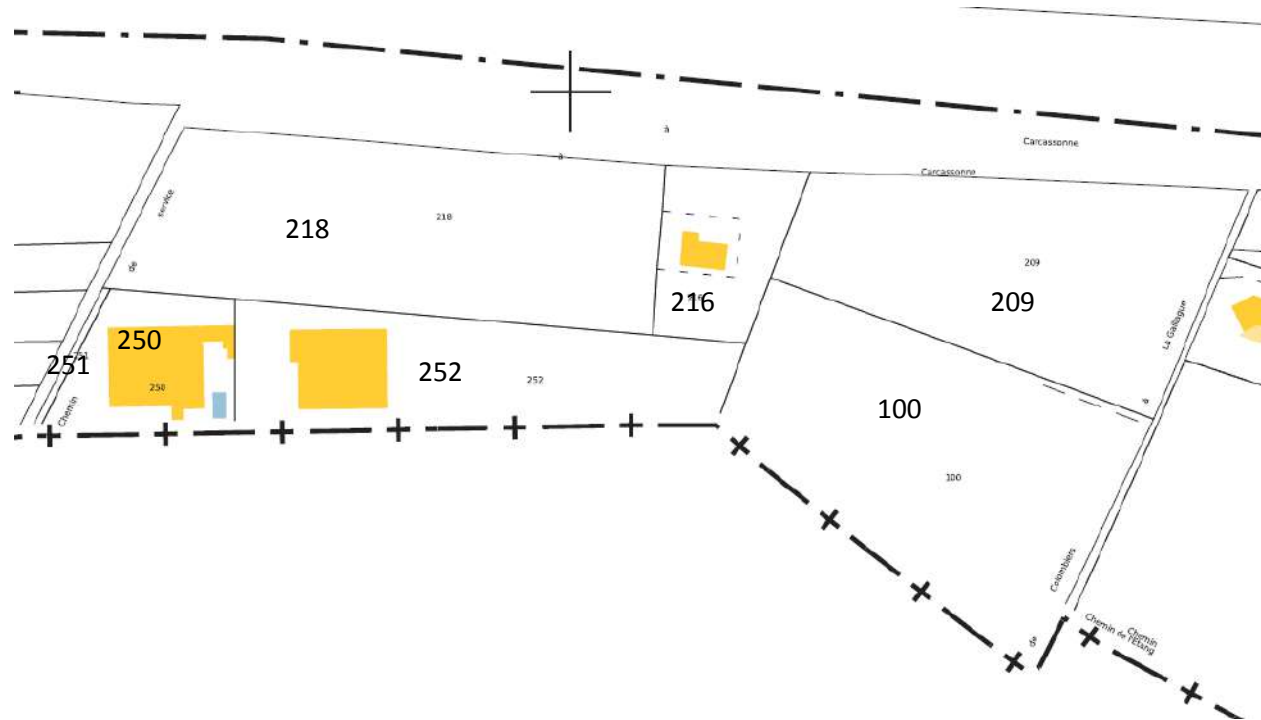 à
à
Carcassonne
Carcassonne
service
de
218
218
209
209
La Gallague
à
216
251
250
250
252
252
Chemin
100
100
Colombiers
de
Chemin
Chemin de l'Etang